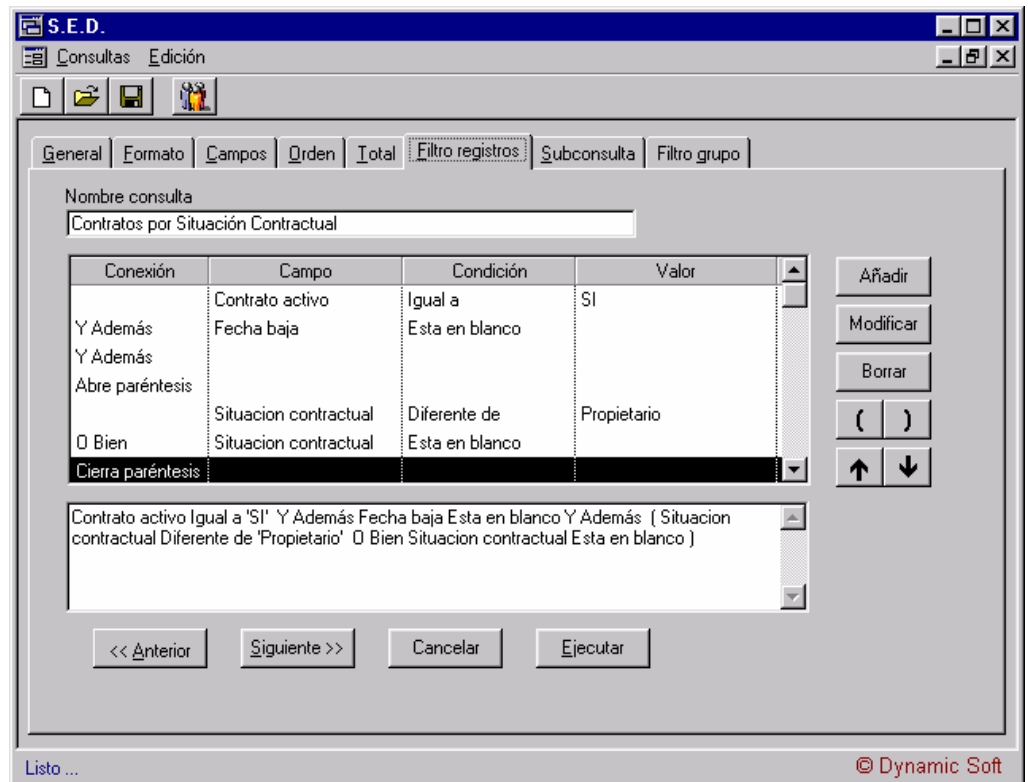 S.E.D.
Consultas Edición
General Formato Campos Orden Total Filtro registros Subconsulta Filtro grupo
Nombre consulta
Contratos por Situación Contractual
Conexión Campo Condición Valor
Contrato activo Igual a SI
Y Además Fecha baja Esta en blanco
Y Además
Abre paréntesis
Situacion contractual Diferente de Propietario
O Bien Situacion contractual Esta en blanco
Cierra paréntesis
Añadir
Modificar
Borrar
( )
Contrato activo Igual a 'SI' Y Además Fecha baja Esta en blanco Y Además ( Situacion
contractual Diferente de 'Propietario' O Bien Situacion contractual Esta en blanco )
<< Anterior Siguiente >> Cancelar Ejecutar
Listo ... © Dynamic Soft